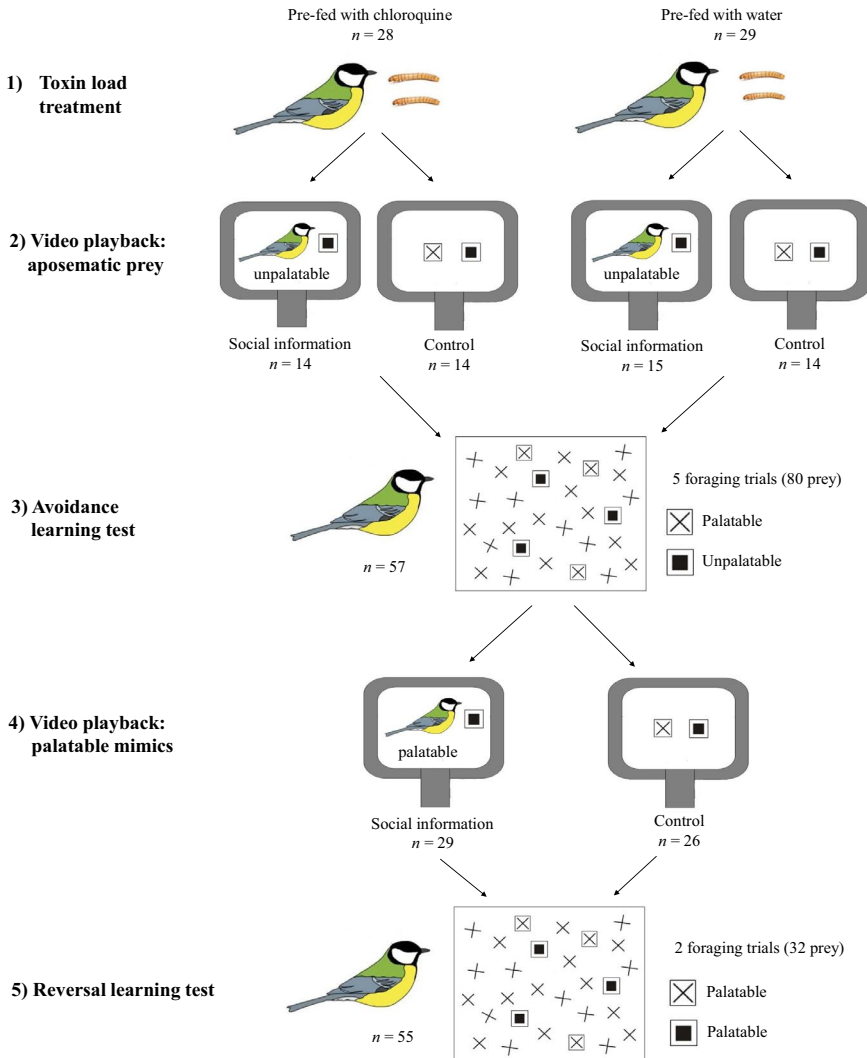 Pre-fed with chloroquine
n = 28
Pre-fed with water
n = 29
1) Toxin load
treatment
2) Video playback:
aposematic prey
unpalatable
unpalatable
Social information
n = 14
Control
n = 14
Social information
n = 15
Control
n = 14
3) Avoidance
learning test
n = 57
5 foraging trials (80 prey)
Palatable
Unpalatable
4) Video playback:
palatable mimics
palatable
Social information
n = 29
Control
n = 26
5) Reversal learning test
n = 55
2 foraging trials (32 prey)
Palatable
Palatable